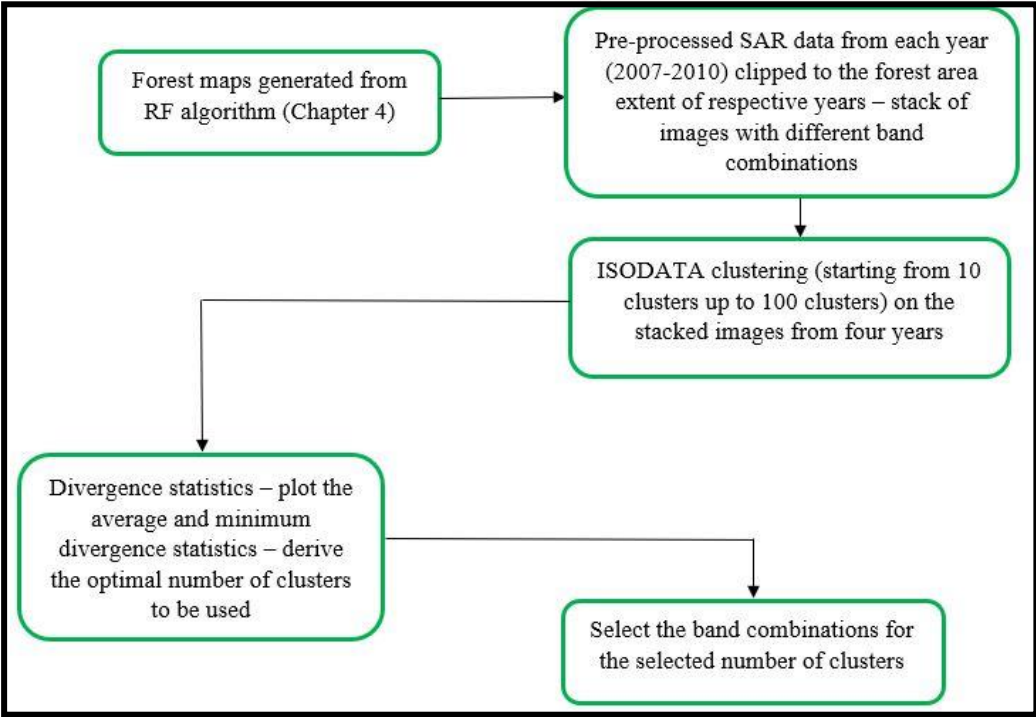 Forest maps generated from
RF algorithm (Chapter 4)
Pre-processed SAR data from each year
(2007-2010) clipped to the forest area
extent of respective years – stack of
images with different band
combinations
ISODATA clustering (starting from 10
clusters up to 100 clusters) on the
stacked images from four years
Divergence statistics – plot the
average and minimum
divergence statistics – derive
the optimal number of clusters
to be used
Select the band combinations for
the selected number of clusters